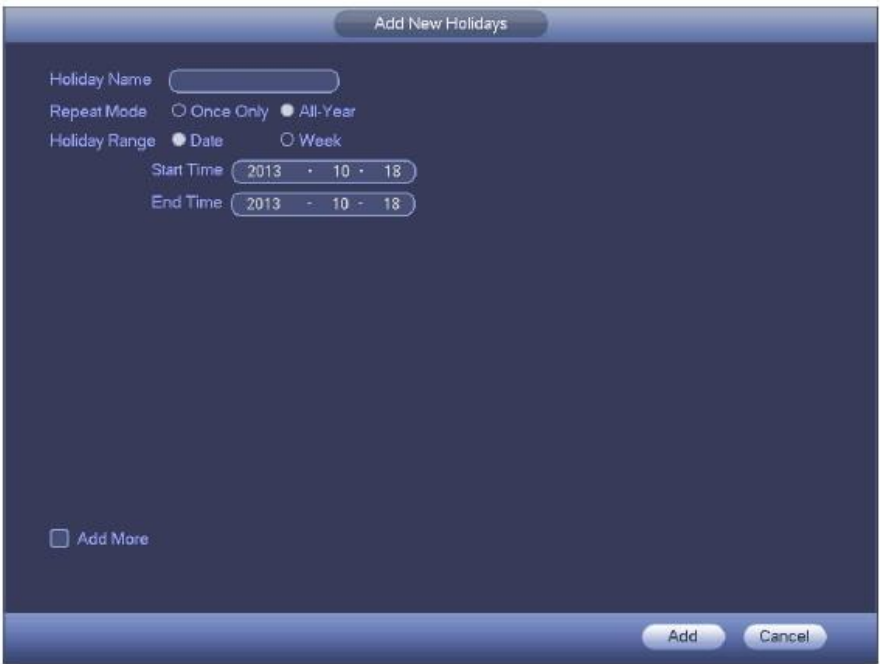 Add New Holidays
Holiday Name
Repeat Mode Once Only All-Year
Holiday Range Date Week
Start Time 2013 - 10 - 18
End Time 2013 - 10 - 18
Add More
Add Cancel